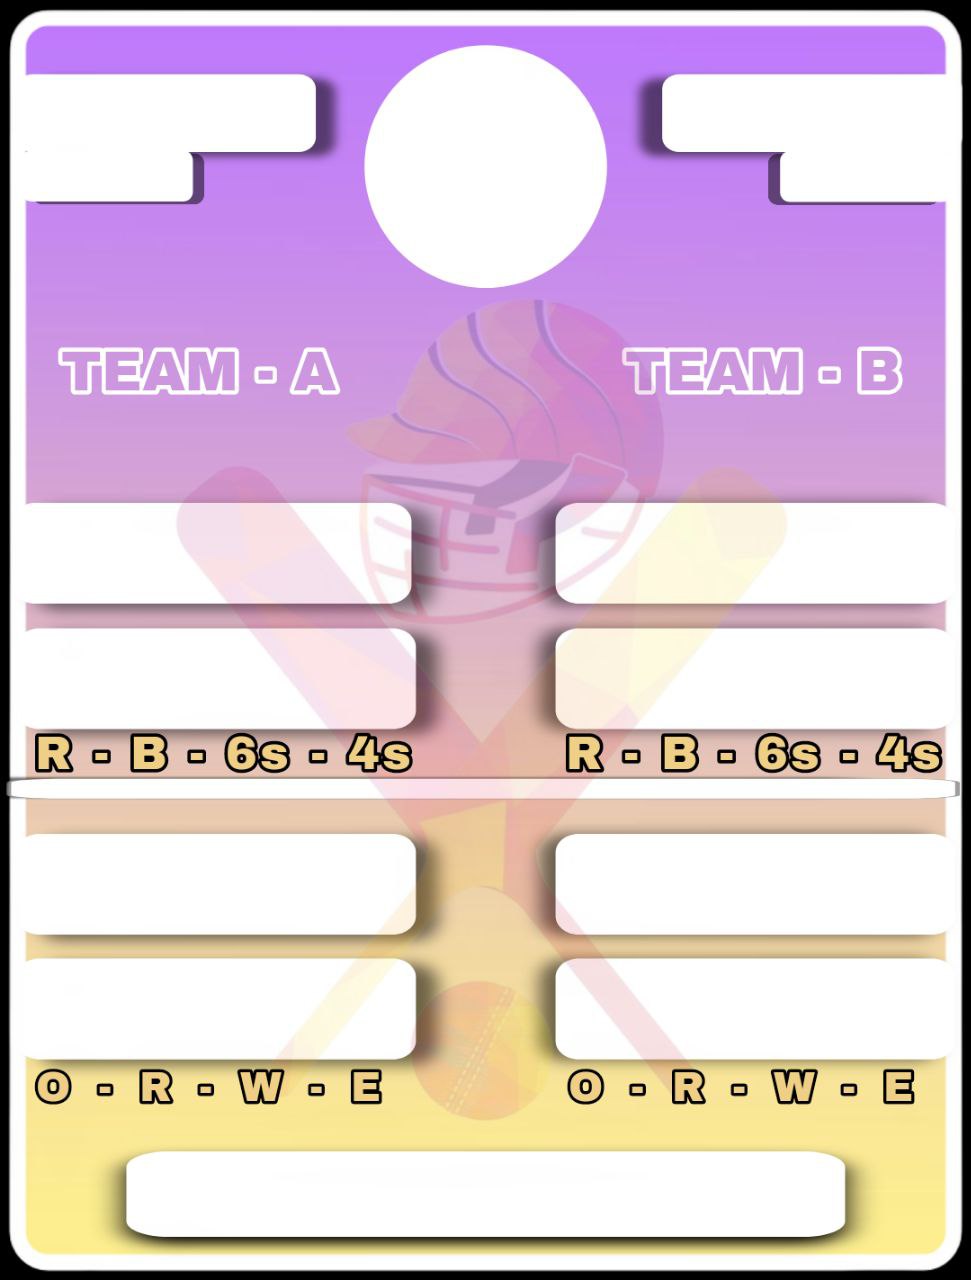 TEAM - A TEAM - B
R - B - 6s - 4s R - B - 6s - 4s
O - R - W - E O - R - W - E